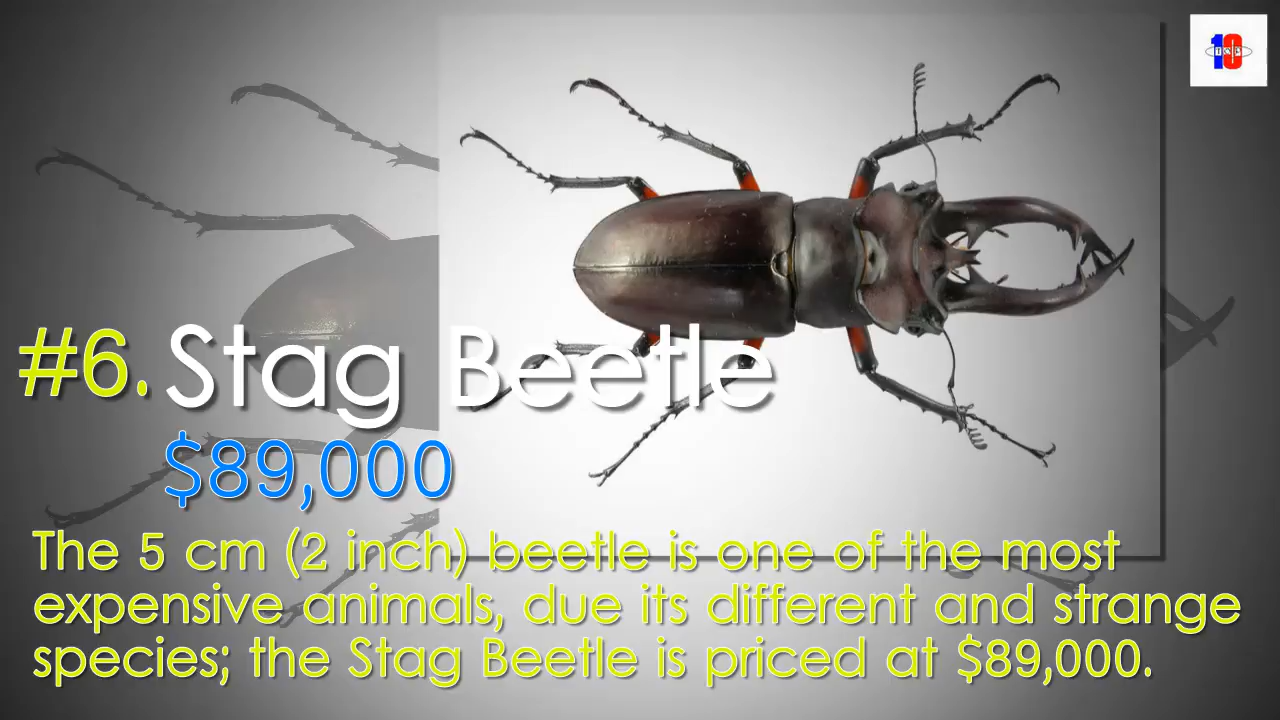 10
#6. Stag Beetle
$89,000
The 5 cm (2 inch) beetle is one of the most
expensive animals, due its different and strange
species; the Stag Beetle is priced at $89,000.